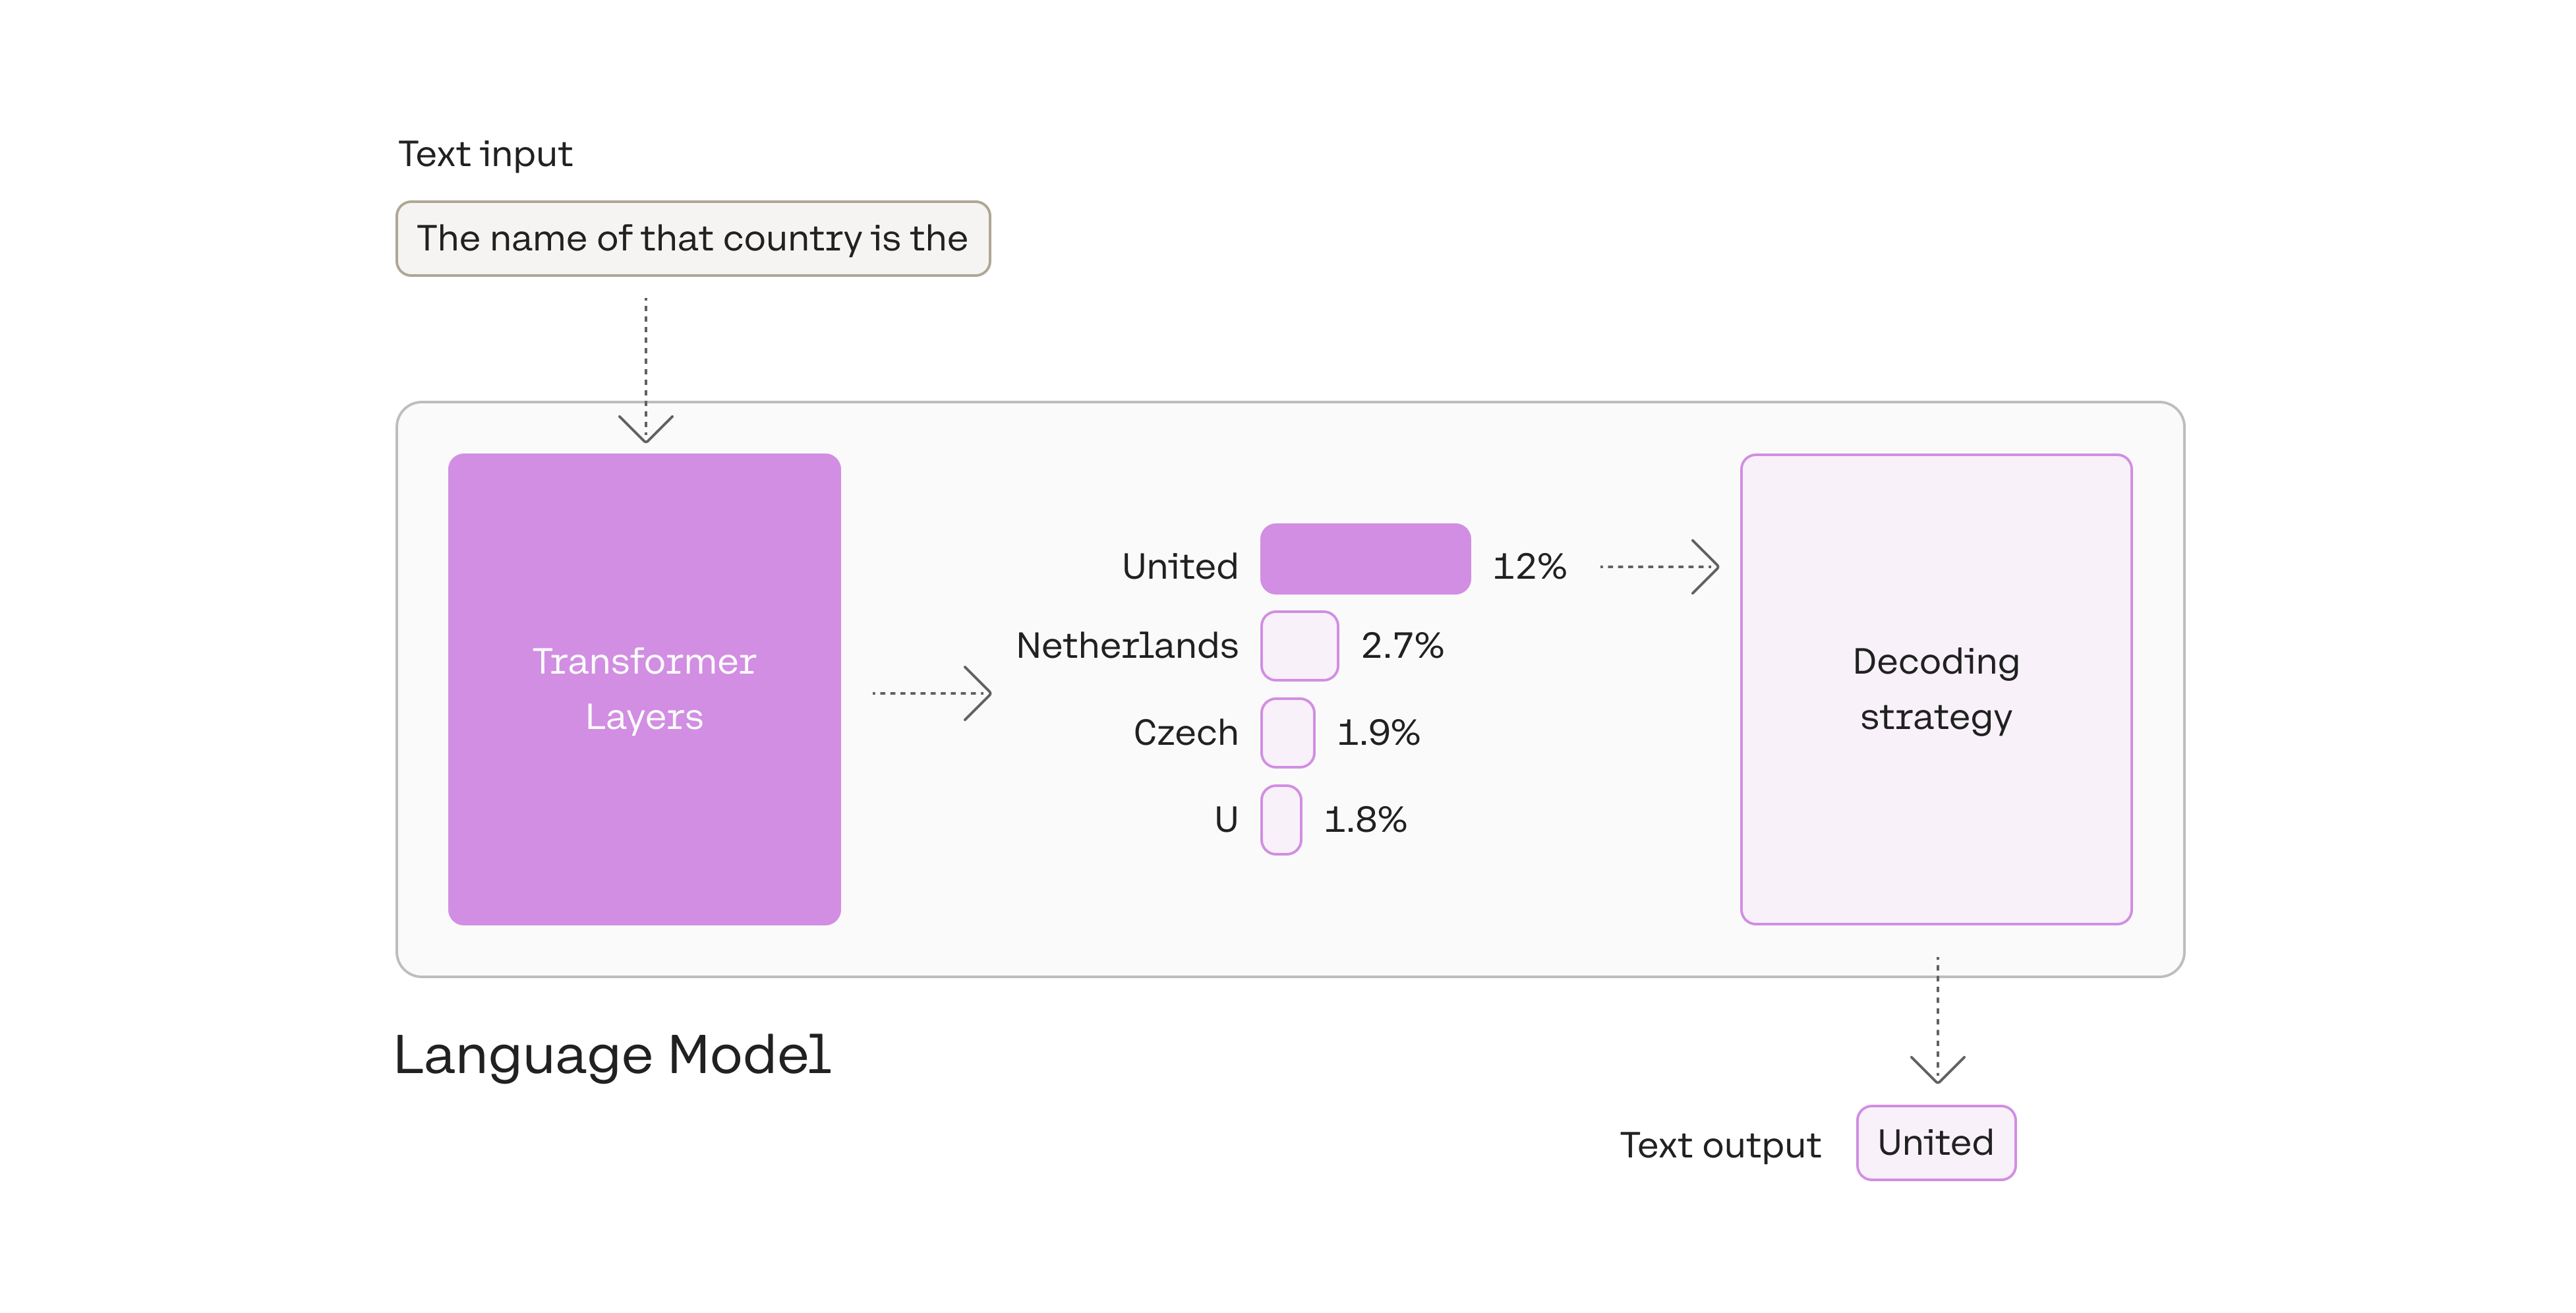 Text input
The name of that country is the
Transformer
Layers
United 12%
Netherlands 2.7%
Czech 1.9%
U 1.8%
Decoding
strategy
Language Model
Text output
United